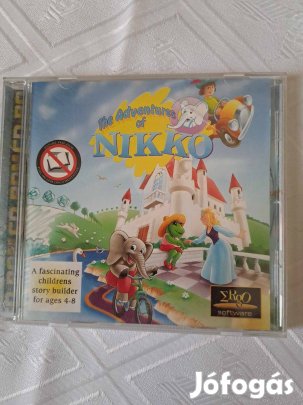 The Adventures
of
NIKKO
A fascinating
childrens
story builder
for ages 4-8
software
Jófogás